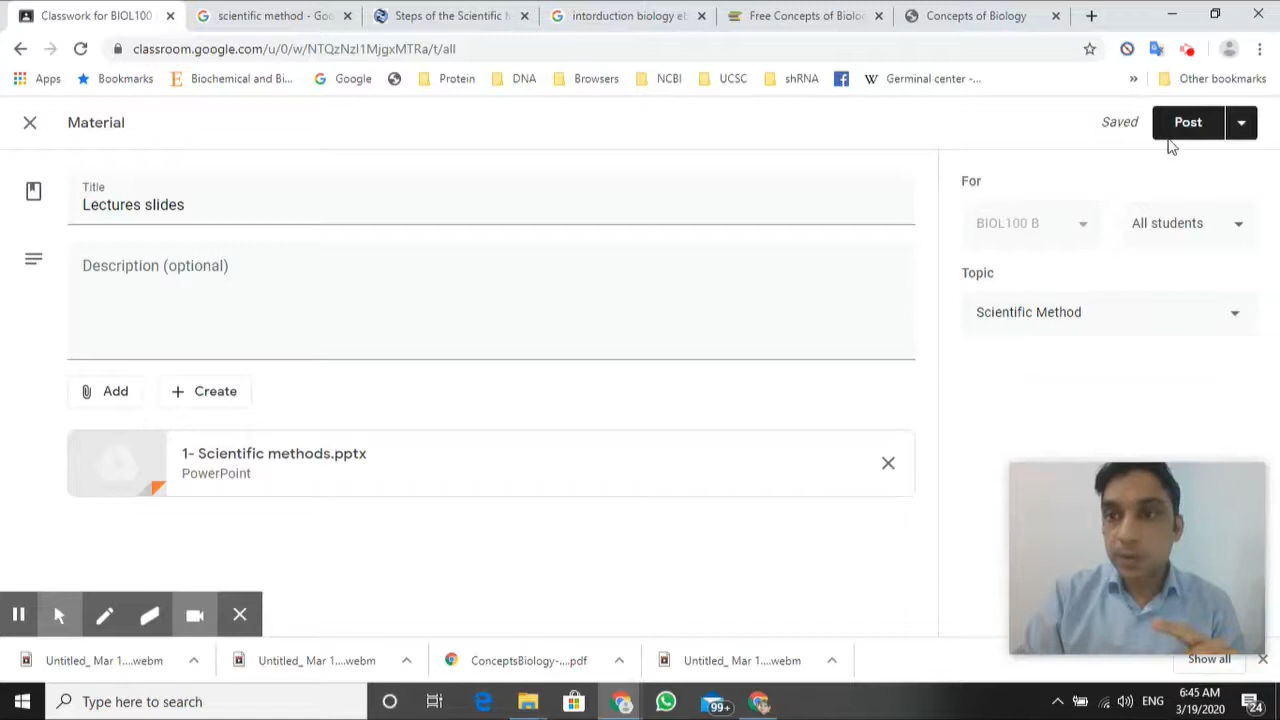 Classwork for BIOL100
scientific method - Goo
Steps of the Scientific M
intorduction biology eb
Free Concepts of Biolo
Concepts of Biology
classroom.google.com/u/0/w/NTQzNzI1MjgxMTRa/t/all
Apps
Bookmarks
Biochemical and Bi...
Google
Protein
DNA
Browsers
NCBI
UCSC
shRNA
Germinal center -...
»
Other bookmarks
Material
Saved
Post
Title
Lectures slides
Description (optional)
Add
Create
1- Scientific methods.pptx
PowerPoint
For
BIOL100 B
All students
Topic
Scientific Method
Untitled_ Mar 1....webm
Untitled_ Mar 1....webm
ConceptsBiology-....pdf
Untitled_ Mar 1....webm
Show all
Type here to search
99+
ENG
6:45 AM
3/19/2020
24